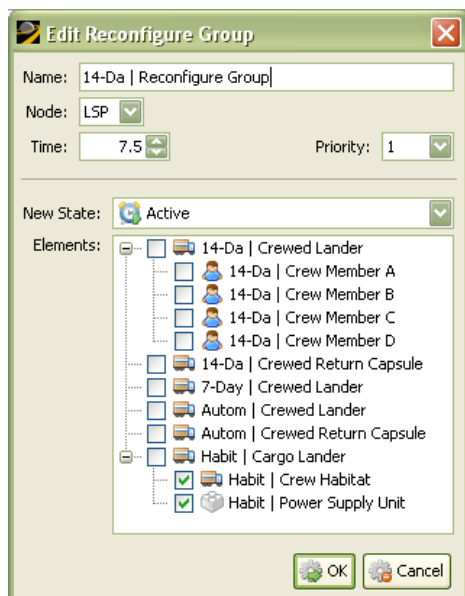 Edit Reconfigure Group
Name: 14-Da | Reconfigure Group
Node: LSP
Time: 7.5 Priority: 1
New State: Active
Elements: 14-Da | Crewed Lander
14-Da | Crew Member A
14-Da | Crew Member B
14-Da | Crew Member C
14-Da | Crew Member D
14-Da | Crewed Return Capsule
7-Day | Crewed Lander
Autom | Crewed Lander
Autom | Crewed Return Capsule
Habit | Cargo Lander
Habit | Crew Habitat
Habit | Power Supply Unit
OK Cancel